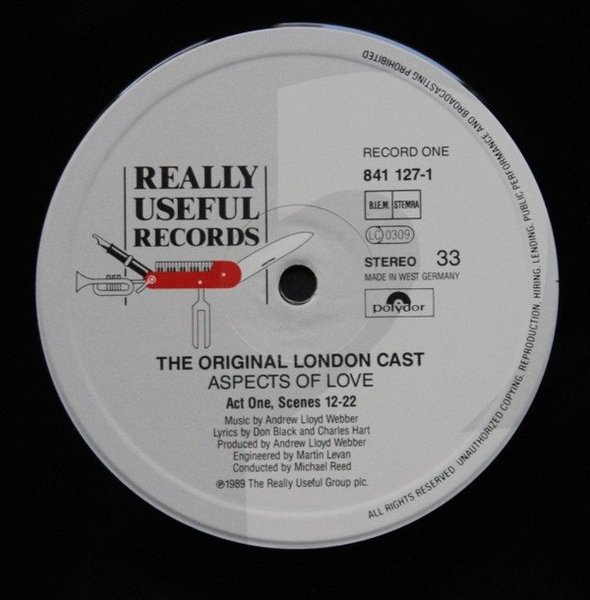 REALLY
USEFUL
RECORDS
RECORD ONE
841 127-1
B.I.E.M. STEMRA
LC 0309
STEREO 33
MADE IN WEST GERMANY
polydor
THE ORIGINAL LONDON CAST
ASPECTS OF LOVE
Act One, Scenes 12-22
Music by Andrew Lloyd Webber
Lyrics by Don Black and Charles Hart
Produced by Andrew Lloyd Webber
Engineered by Martin Levan
Conducted by Michael Reed
℗1989 The Really Useful Group plc.
ALL RIGHTS RESERVED. UNAUTHORIZED COPYING, REPRODUCTION, HIRING, LENDING, PUBLIC PERFORMANCE AND BROADCASTING PROHIBITED